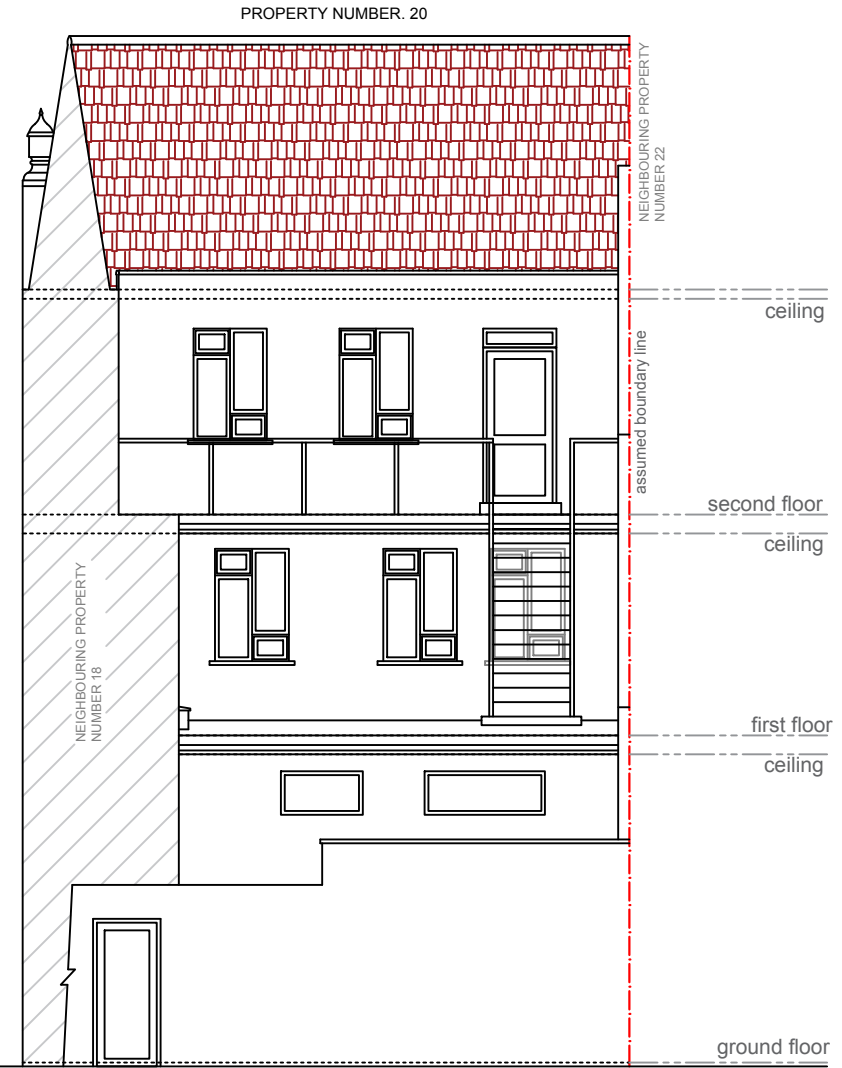 PROPERTY NUMBER. 20
NEIGHBOURING PROPERTY
NUMBER 22
ceiling
assumed boundary line
second floor
ceiling
NEIGHBOURING PROPERTY
NUMBER 18
first floor
ceiling
ground floor